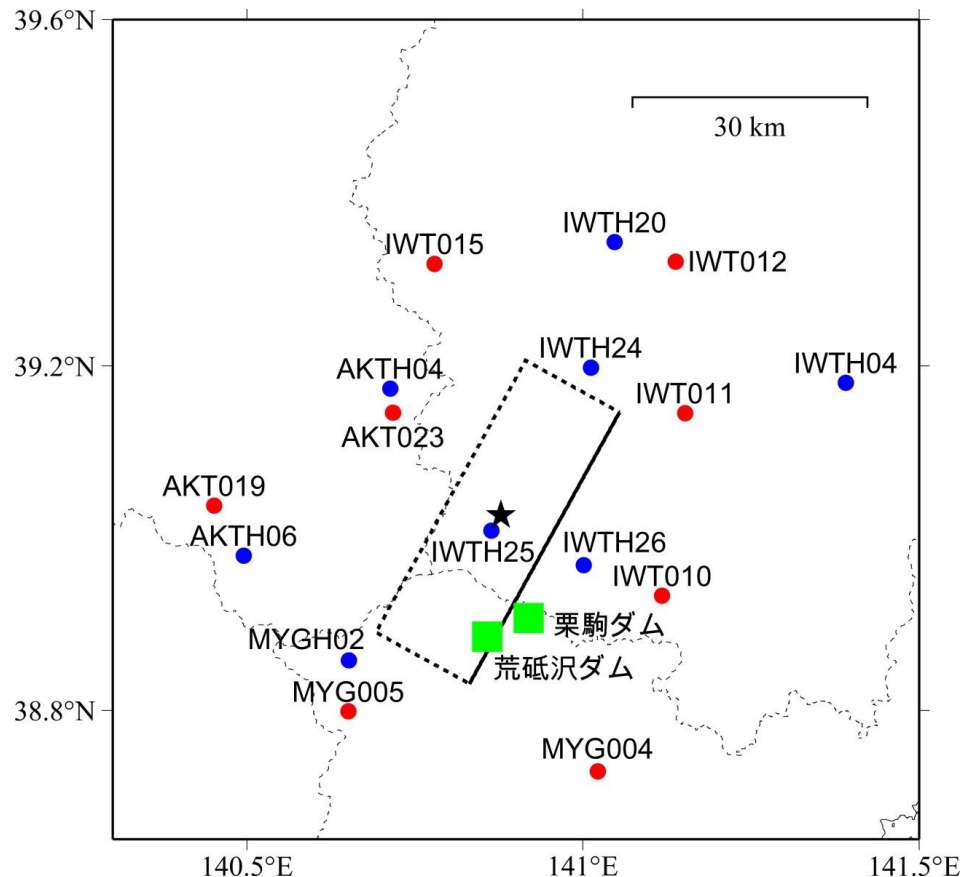 39.6°N
30 km
IWTH20
IWT015
IWT012
IWTH24
39.2°N
AKTH04
IWTH04
IWT011
AKT023
AKT019
AKTH06
IWTH25
IWTH26
IWT010
栗駒ダム
MYGH02
荒砥沢ダム
MYG005
38.8°N
MYG004
140.5°E
141°E
141.5°E